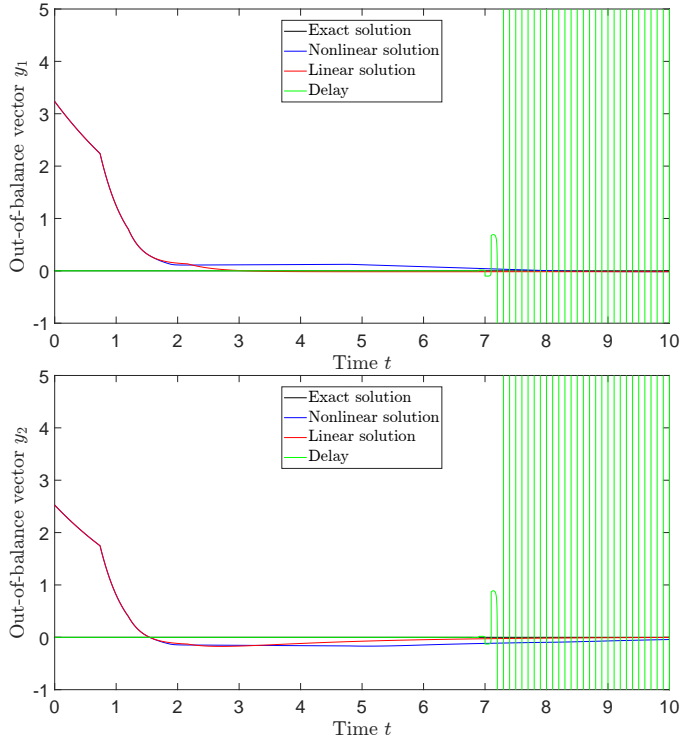 5
4
3
2
1
0
-1
Out-of-balance vector y1
Exact solution
Nonlinear solution
Linear solution
Delay
0 1 2 3 4 5 6 7 8 9 10
Time t
5
4
3
2
1
0
-1
Out-of-balance vector y2
Exact solution
Nonlinear solution
Linear solution
Delay
0 1 2 3 4 5 6 7 8 9 10
Time t